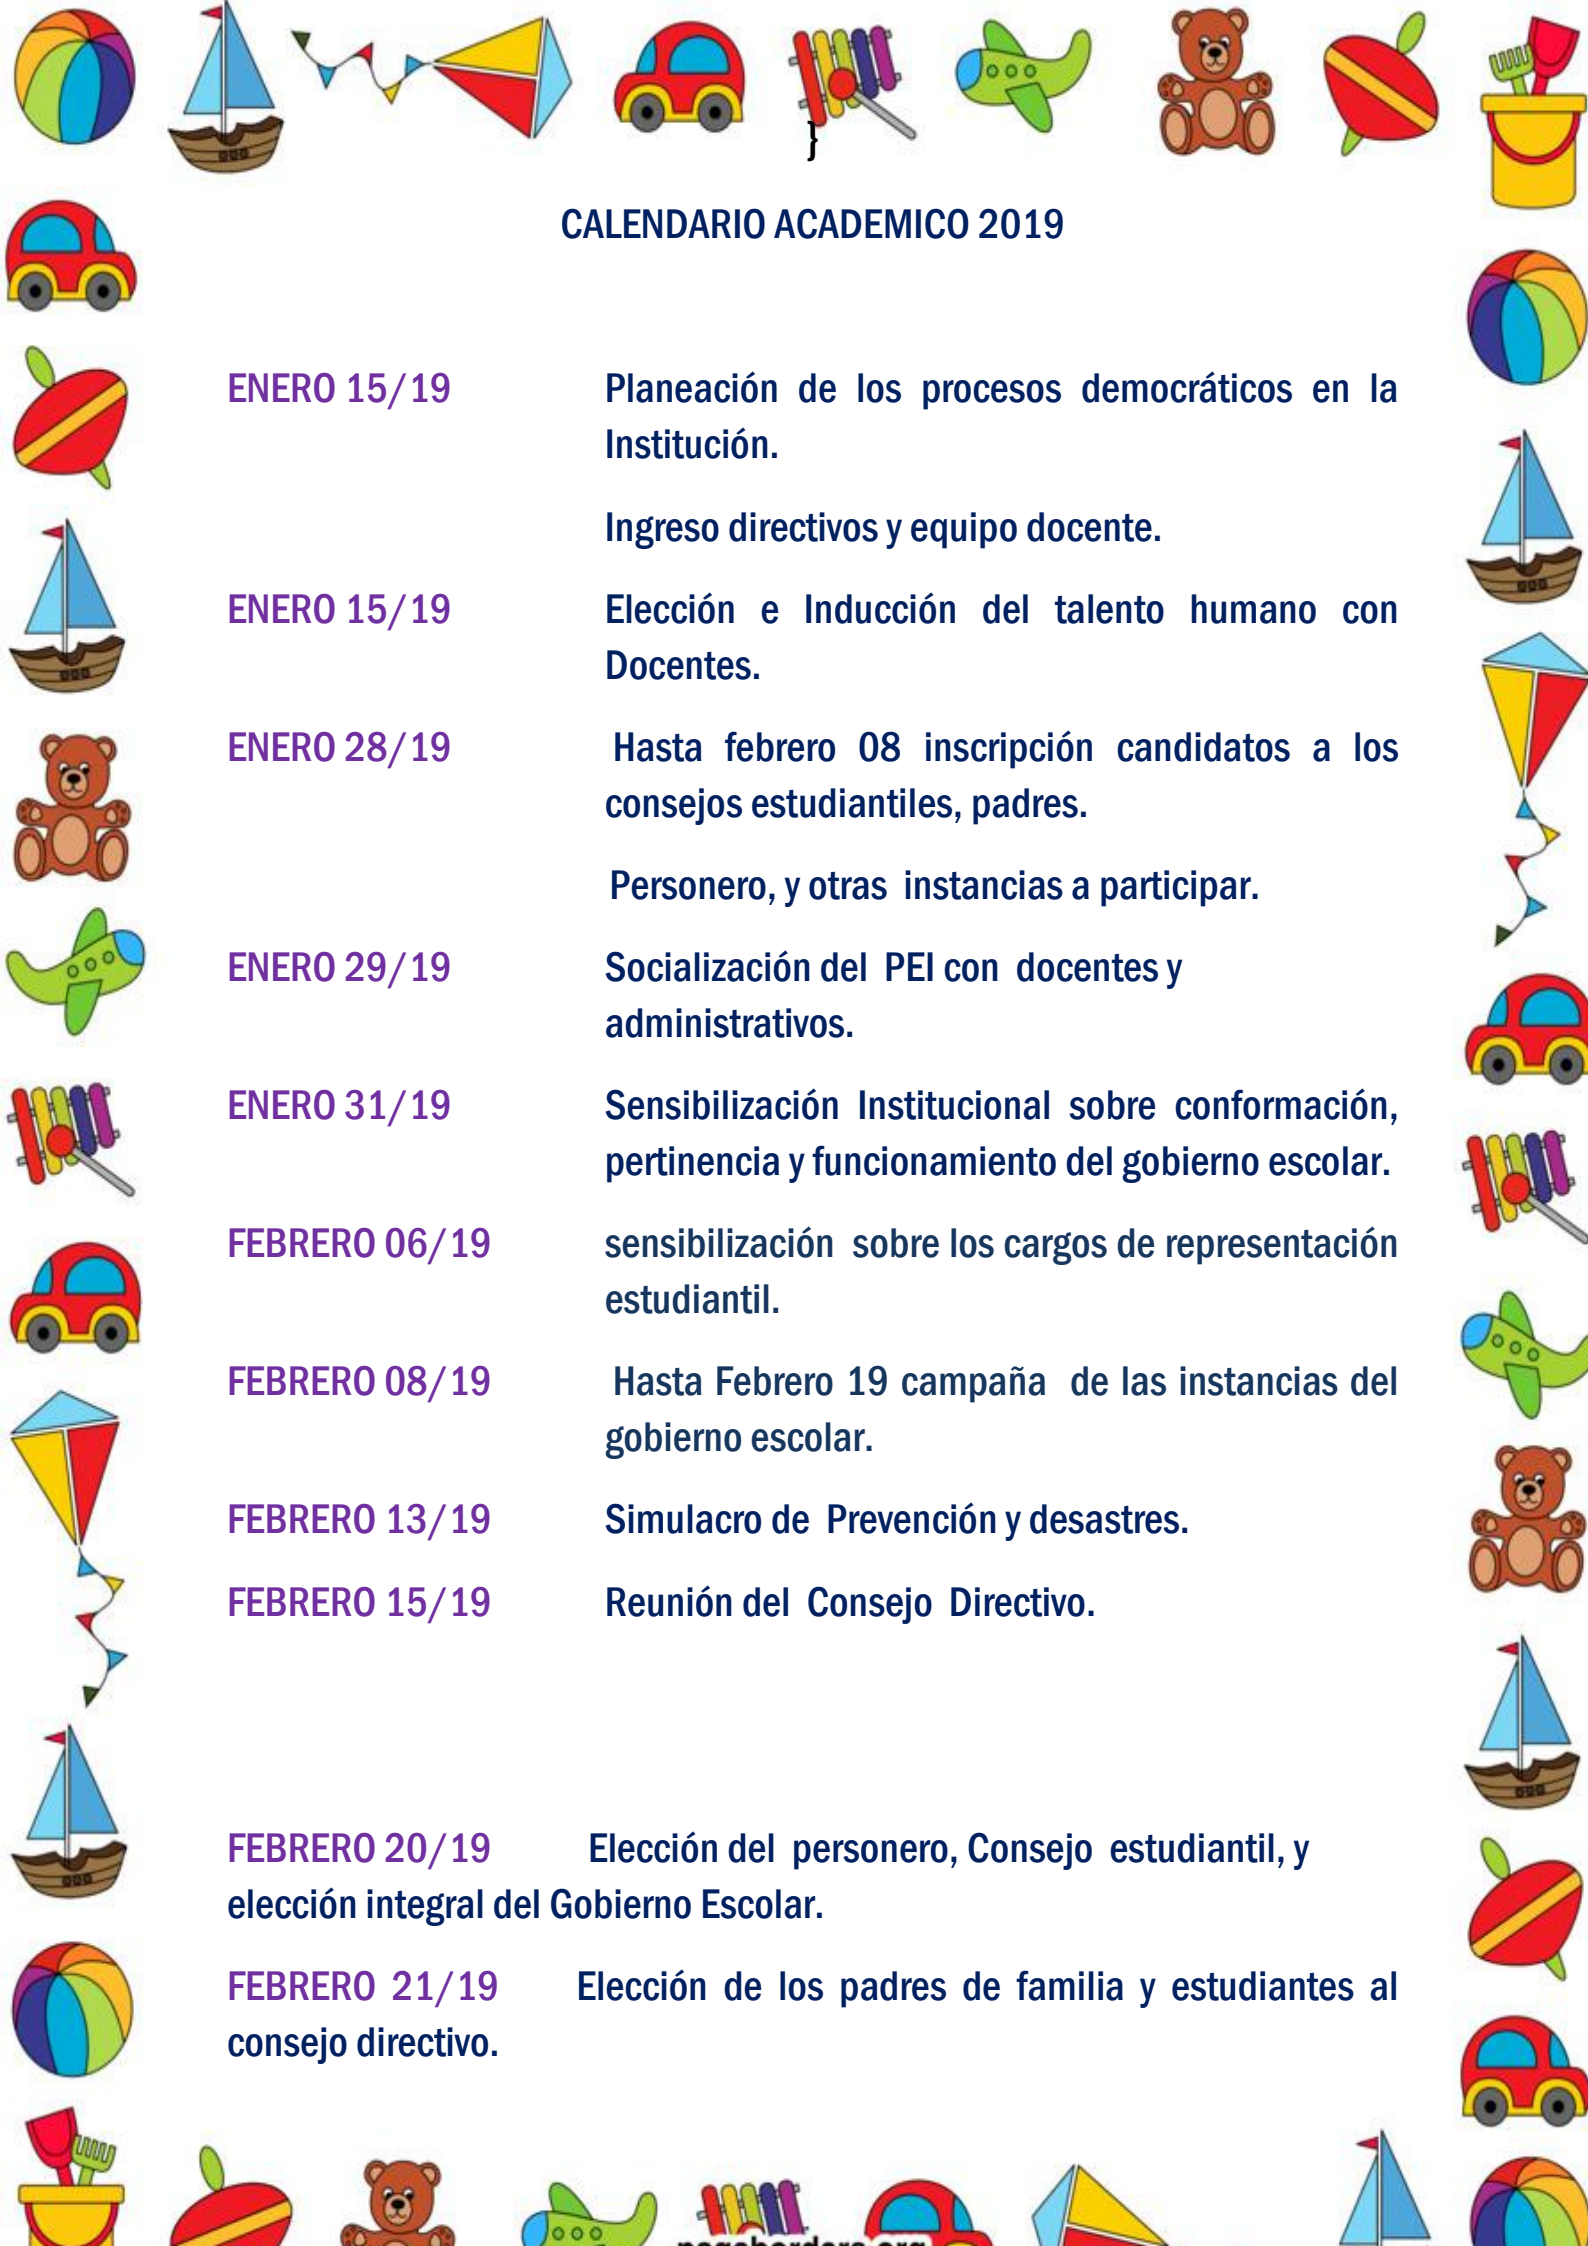 }
CALENDARIO ACADEMICO 2019
ENERO 15/19 Planeación de los procesos democráticos en la
Institución.
Ingreso directivos y equipo docente.
ENERO 15/19 Elección e Inducción del talento humano con
Docentes.
ENERO 28/19 Hasta febrero 08 inscripción candidatos a los
consejos estudiantiles, padres.
Personero, y otras instancias a participar.
ENERO 29/19 Socialización del PEI con docentes y
administrativos.
ENERO 31/19 Sensibilización Institucional sobre conformación,
pertinencia y funcionamiento del gobierno escolar.
FEBRERO 06/19 sensibilización sobre los cargos de representación
estudiantil.
FEBRERO 08/19 Hasta Febrero 19 campaña de las instancias del
gobierno escolar.
FEBRERO 13/19 Simulacro de Prevención y desastres.
FEBRERO 15/19 Reunión del Consejo Directivo.
FEBRERO 20/19 Elección del personero, Consejo estudiantil, y
elección integral del Gobierno Escolar.
FEBRERO 21/19 Elección de los padres de familia y estudiantes al
consejo directivo.
pageborders.org